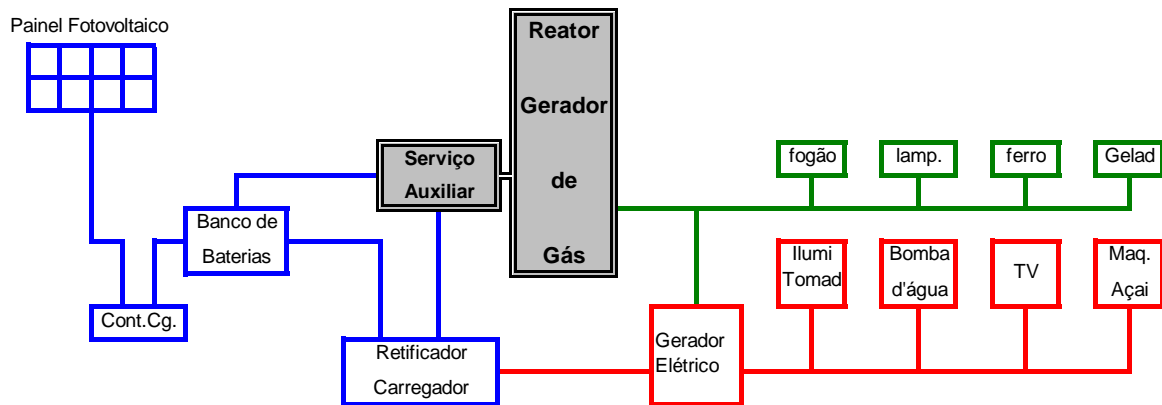 Painel Fotovoltaico
Reator
Gerador
de
Gás
Serviço
Auxiliar
fogão
lamp.
ferro
Gelad
Banco de
Baterias
Ilumi
Tomad
Bomba
d'água
TV
Maq.
Açai
Cont.Cg.
Retificador
Carregador
Gerador
Elétrico